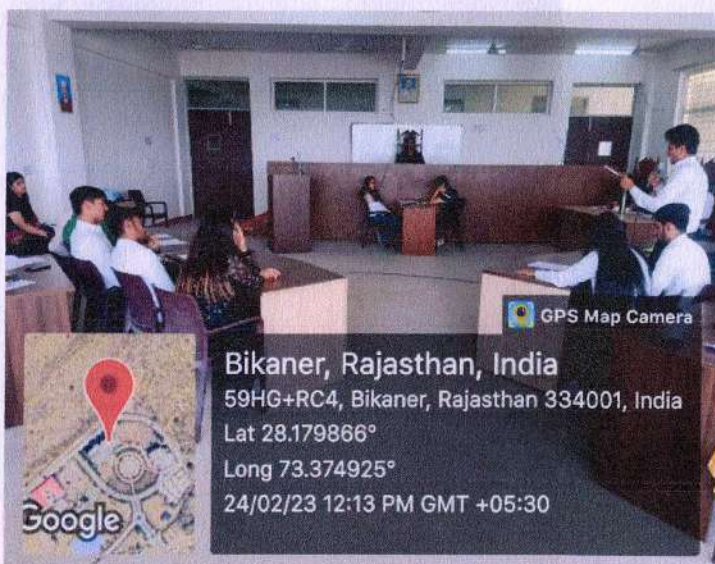 GPS Map Camera
Bikaner, Rajasthan, India
59HG+RC4, Bikaner, Rajasthan 334001, India
Lat 28.179866°
Long 73.374925°
24/02/23 12:13 PM GMT +05:30
Google